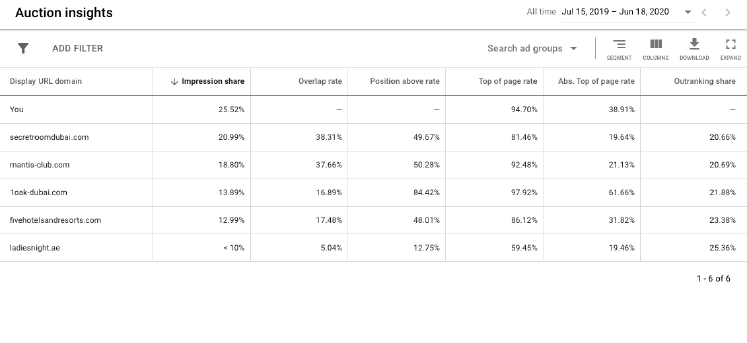 Auction insights
All time Jul 15, 2019 – Jun 18, 2020
ADD FILTER
Search ad groups
SEGMENT COLUMNS DOWNLOAD EXPAND
Display URL domain Impression share Overlap rate Position above rate Top of page rate Abs. Top of page rate Outranking share
You 25.52% – – 94.70% 38.91% –
secretroomdubai.com 20.99% 38.31% 49.67% 81.46% 19.64% 20.66%
mantis-club.com 18.80% 37.66% 50.28% 92.48% 21.13% 20.69%
1oak-dubai.com 13.89% 16.89% 84.42% 97.92% 61.66% 21.88%
fivehotelsandresorts.com 12.99% 17.48% 48.01% 86.12% 31.82% 23.38%
ladiesnight.ae < 10% 5.04% 12.75% 59.45% 19.46% 25.36%
1 - 6 of 6